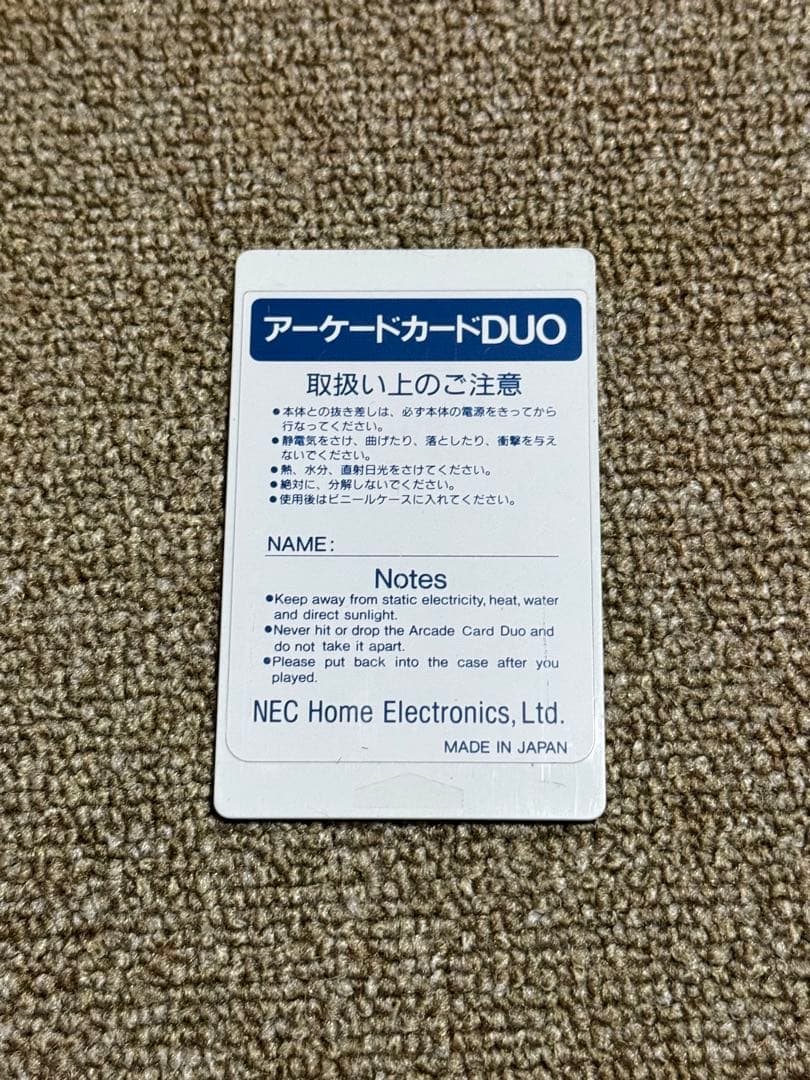 アーケードカードDUO
取扱い上のご注意
●本体との抜き差しは、必ず本体の電源をきってから
行なってください。
●静電気をさけ、曲げたり、落としたり、衝撃を与え
ないでください。
●熱、水分、直射日光をさけてください。
●絶対に、分解しないでください。
●使用後はビニールケースに入れてください。
NAME:
Notes
●Keep away from static electricity, heat, water
and direct sunlight.
●Never hit or drop the Arcade Card Duo and
do not take it apart.
●Please put back into the case after you
played.
NEC Home Electronics, Ltd.
MADE IN JAPAN